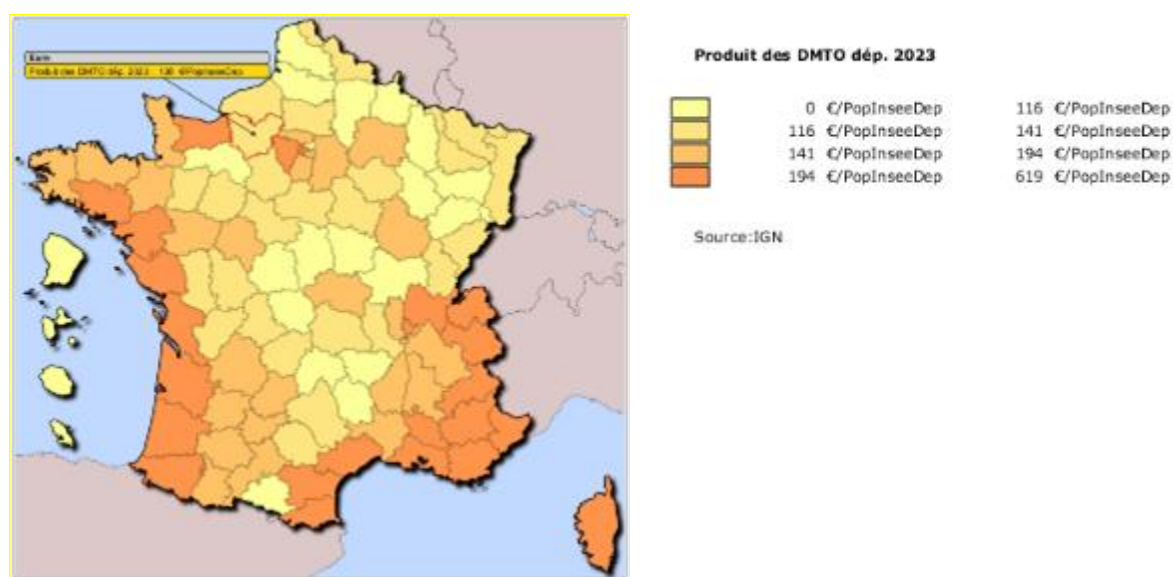 Eure
Produit des DMTO dép. 2023 138 €/PopInseeDep
Produit des DMTO dép. 2023
0 €/PopInseeDep 116 €/PopInseeDep
116 €/PopInseeDep 141 €/PopInseeDep
141 €/PopInseeDep 194 €/PopInseeDep
194 €/PopInseeDep 619 €/PopInseeDep
Source:IGN